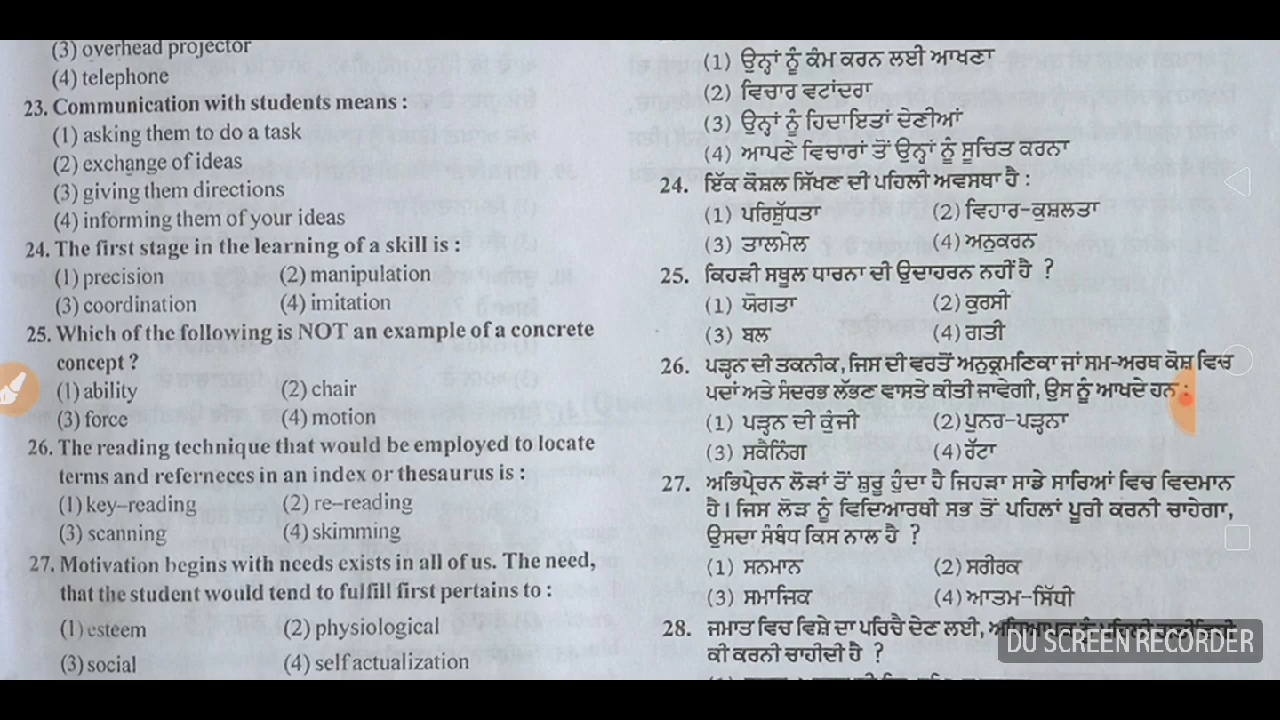 (3) overhead projector
(4) telephone
23. Communication with students means :
(1) asking them to do a task
(2) exchange of ideas
(3) giving them directions
(4) informing them of your ideas
24. The first stage in the learning of a skill is :
(1) precision (2) manipulation
(3) coordination (4) imitation
25. Which of the following is NOT an example of a concrete
concept ?
(1) ability (2) chair
(3) force (4) motion
26. The reading technique that would be employed to locate
terms and referneces in an index or thesaurus is :
(1) key–reading (2) re–reading
(3) scanning (4) skimming
27. Motivation begins with needs exists in all of us. The need,
that the student would tend to fulfill first pertains to :
(1) esteem (2) physiological
(3) social (4) self actualization
(1) ਉਨ੍ਹਾਂ ਨੂੰ ਕੰਮ ਕਰਨ ਲਈ ਆਖਣਾ
(2) ਵਿਚਾਰ ਵਟਾਂਦਰਾ
(3) ਉਨ੍ਹਾਂ ਨੂੰ ਹਿਦਾਇਤਾਂ ਦੇਣੀਆਂ
(4) ਆਪਣੇ ਵਿਚਾਰਾਂ ਤੋਂ ਉਨ੍ਹਾਂ ਨੂੰ ਸੂਚਿਤ ਕਰਨਾ
24. ਇੱਕ ਕੌਸ਼ਲ ਸਿੱਖਣ ਦੀ ਪਹਿਲੀ ਅਵਸਥਾ ਹੈ :
(1) ਪਰਿਸ਼ੁੱਧਤਾ (2) ਵਿਹਾਰ-ਕੁਸ਼ਲਤਾ
(3) ਤਾਲਮੇਲ (4) ਅਨੁਕਰਨ
25. ਕਿਹੜੀ ਸਥੂਲ ਧਾਰਨਾ ਦੀ ਉਦਾਹਰਨ ਨਹੀਂ ਹੈ ?
(1) ਯੋਗਤਾ (2) ਕੁਰਸੀ
(3) ਬਲ (4) ਗਤੀ
26. ਪੜ੍ਹਨ ਦੀ ਤਕਨੀਕ, ਜਿਸ ਦੀ ਵਰਤੋਂ ਅਨੁਕ੍ਰਮਣਿਕਾ ਜਾਂ ਸਮ-ਅਰਥ ਕੋਸ਼ ਵਿਚ
ਪਦਾਂ ਅਤੇ ਸੰਦਰਭ ਲੱਭਣ ਵਾਸਤੇ ਕੀਤੀ ਜਾਵੇਗੀ, ਉਸ ਨੂੰ ਆਖਦੇ ਹਨ :
(1) ਪੜ੍ਹਨ ਦੀ ਕੁੰਜੀ (2) ਪੁਨਰ-ਪੜ੍ਹਨਾ
(3) ਸਕੈਨਿੰਗ (4) ਰੱਟਾ
27. ਅਭਿਪ੍ਰੇਰਨ ਲੋੜਾਂ ਤੋਂ ਸ਼ੁਰੂ ਹੁੰਦਾ ਹੈ ਜਿਹੜਾ ਸਾਡੇ ਸਾਰਿਆਂ ਵਿਚ ਵਿਦਮਾਨ
ਹੈ। ਜਿਸ ਲੋੜ ਨੂੰ ਵਿਦਿਆਰਥੀ ਸਭ ਤੋਂ ਪਹਿਲਾਂ ਪੂਰੀ ਕਰਨੀ ਚਾਹੇਗਾ,
ਉਸਦਾ ਸੰਬੰਧ ਕਿਸ ਨਾਲ ਹੈ ?
(1) ਸਨਮਾਨ (2) ਸਰੀਰਕ
(3) ਸਮਾਜਿਕ (4) ਆਤਮ-ਸਿੱਧੀ
28. ਜਮਾਤ ਵਿਚ ਵਿਸ਼ੇ ਦਾ ਪਰਿਚੈ ਦੇਣ ਲਈ,
ਕੀ ਕਰਨੀ ਚਾਹੀਦੀ ਹੈ ?
DU SCREEN RECORDER